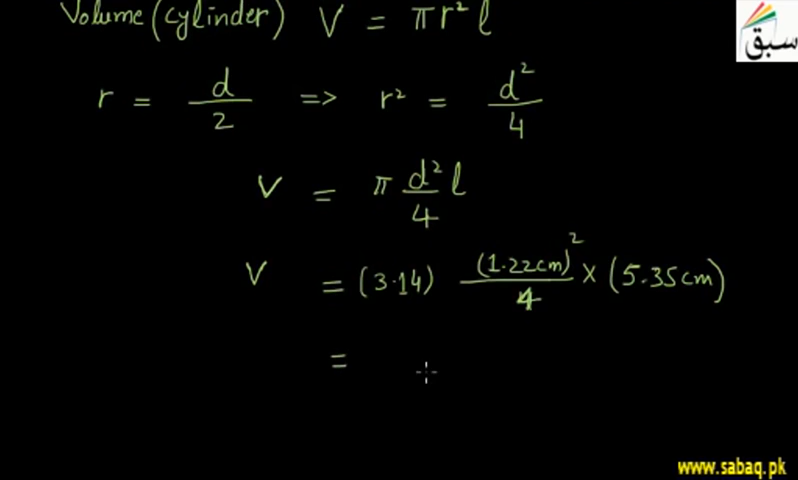 Volume (cylinder) V = πr²l
سبق
r = d/2 => r² = d²/4
V = π d²/4 l
V = (3.14) (1.22cm)²/4 × (5.35cm)
=
www.sabaq.pk